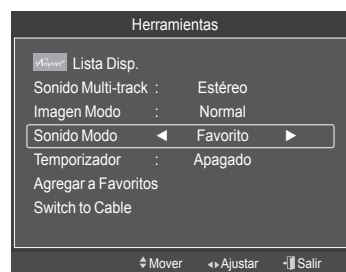 Herramientas
Anynet+ Lista Disp.
Sonido Multi-track : Estéreo
Imagen Modo : Normal
Sonido Modo ◄ Favorito ►
Temporizador : Apagado
Agregar a Favoritos
Switch to Cable
Mover Ajustar Salir